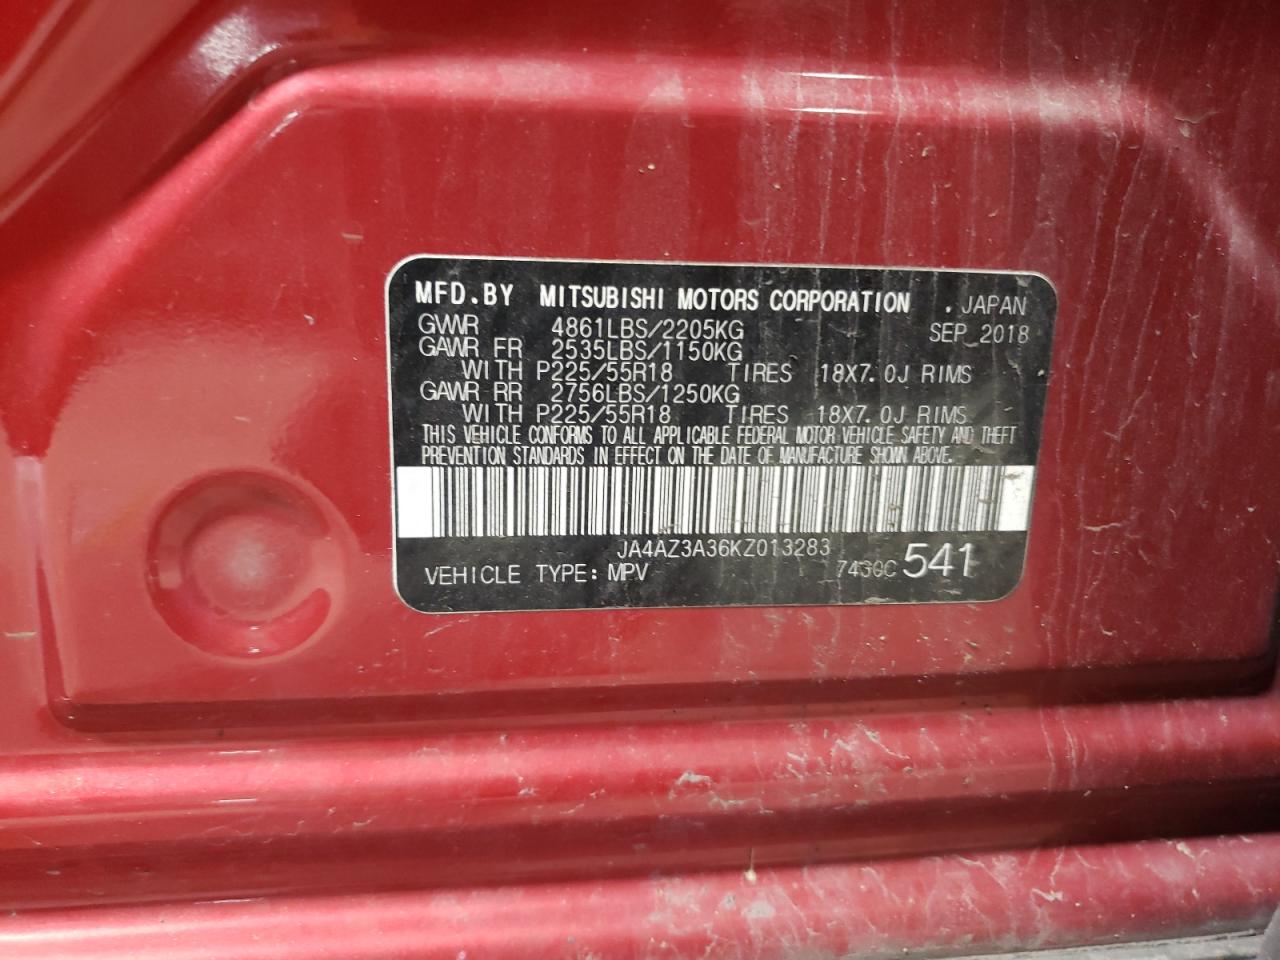 MFD.BY MITSUBISHI MOTORS CORPORATION . JAPAN
GWWR 4861LBS/2205KG SEP 2018
GAWR FR 2535LBS/1150KG
WITH P225/55R18 TIRES 18X7.0J RIMS
GAWR RR 2756LBS/1250KG
WITH P225/55R18 TIRES 18X7.0J RIMS
THIS VEHICLE CONFORMS TO ALL APPLICABLE FEDERAL MOTOR VEHICLE SAFETY AND THEFT
PREVENTION STANDARDS IN EFFECT ON THE DATE OF MANUFACTURE SHOWN ABOVE.
JA4AZ3A36KZ013283
VEHICLE TYPE: MPV 541